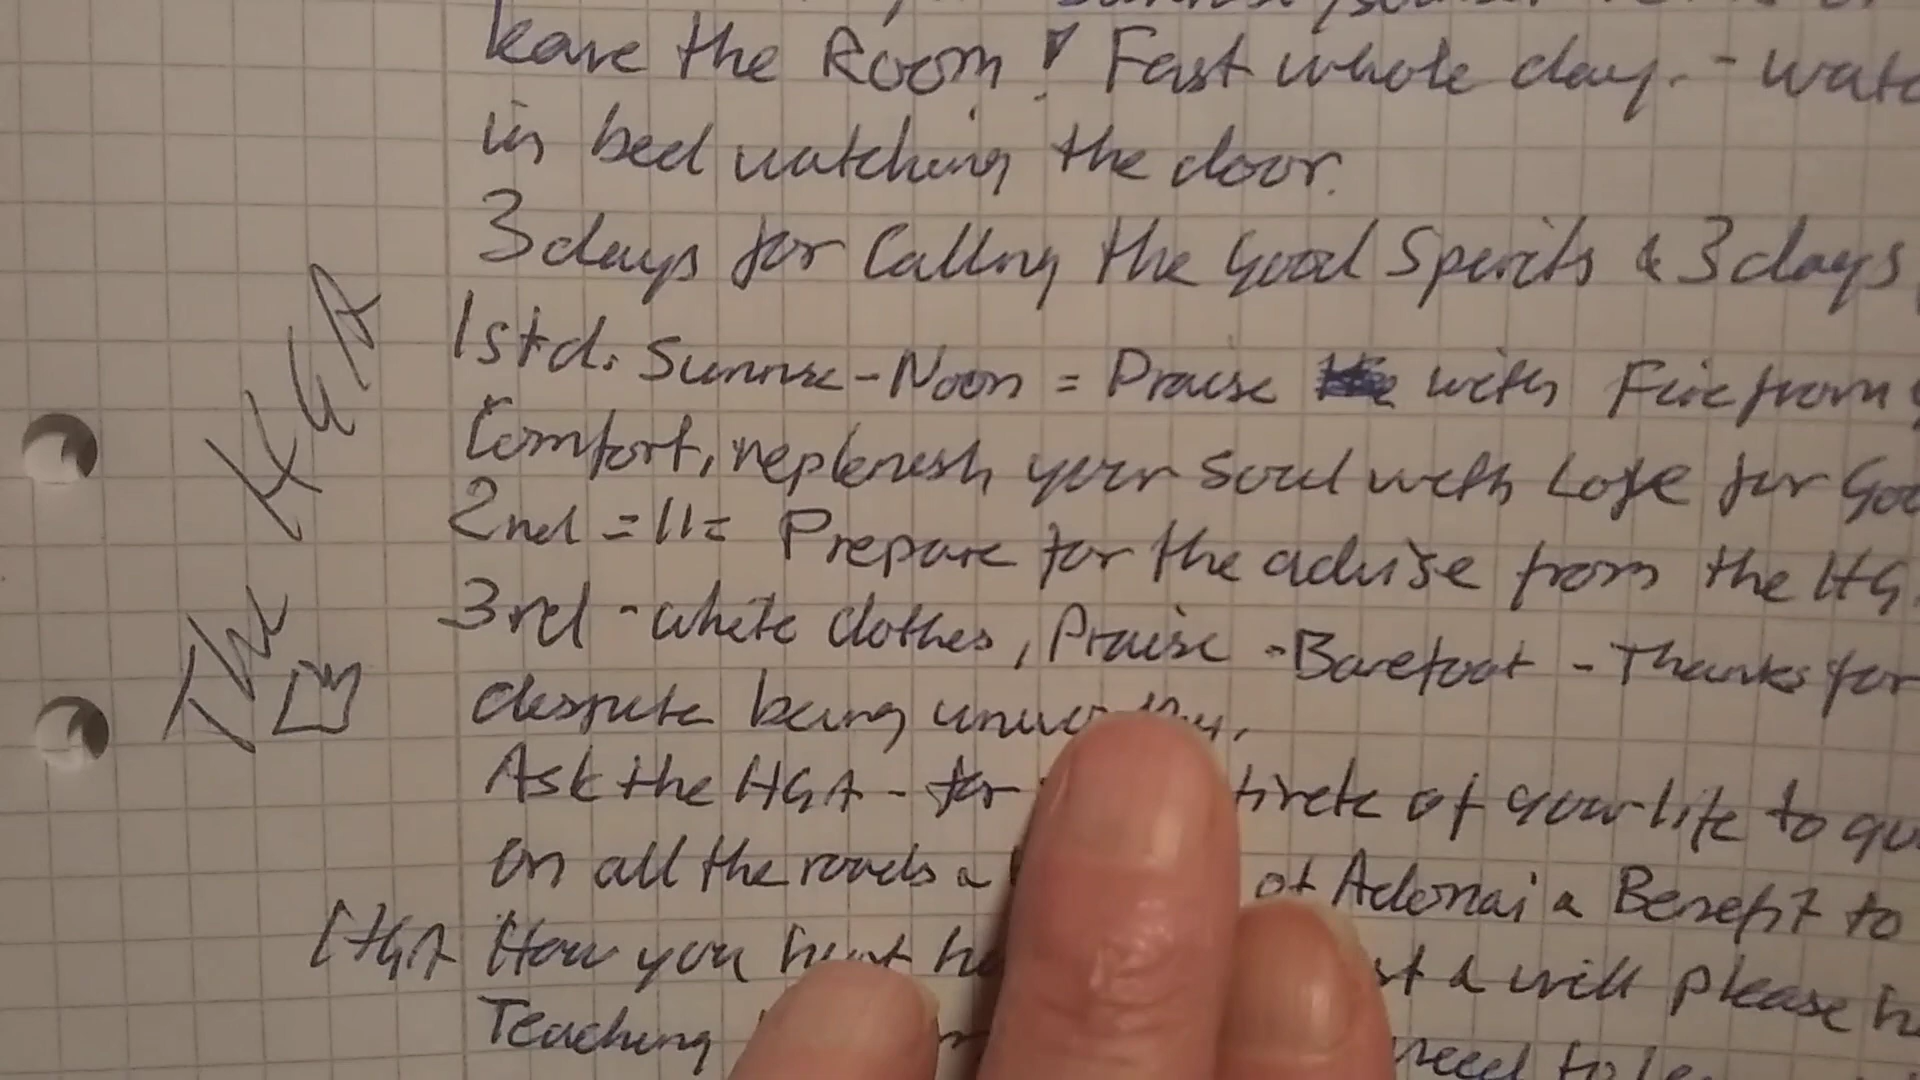 leave the Room! Fast whole day. - watc
in bed watching the door.
3 days for Calling the Good Spirits & 3 days
1st d. Sunrise - Noon = Praise with Fire from
Comfort, replenish your soul with Love for Go
2nd = 11 = Prepare for the advise from the HG
3rd - white clothes, Praise - Barefoot - Thanks for
despite being
Ask the HGA - for of your life to
on all the roads of Adonai a Benefit to
HGA How you will please
Teaching need to
The HGA